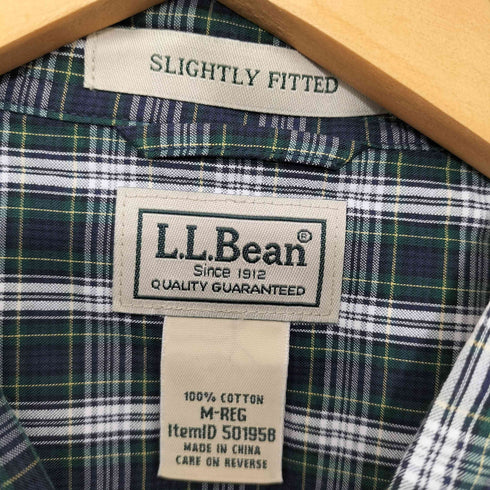 SLIGHTLY FITTED
L.L.Bean®
Since 1912
QUALITY GUARANTEED
100% COTTON
M-REG
ItemID 501958
MADE IN CHINA
CARE ON REVERSE